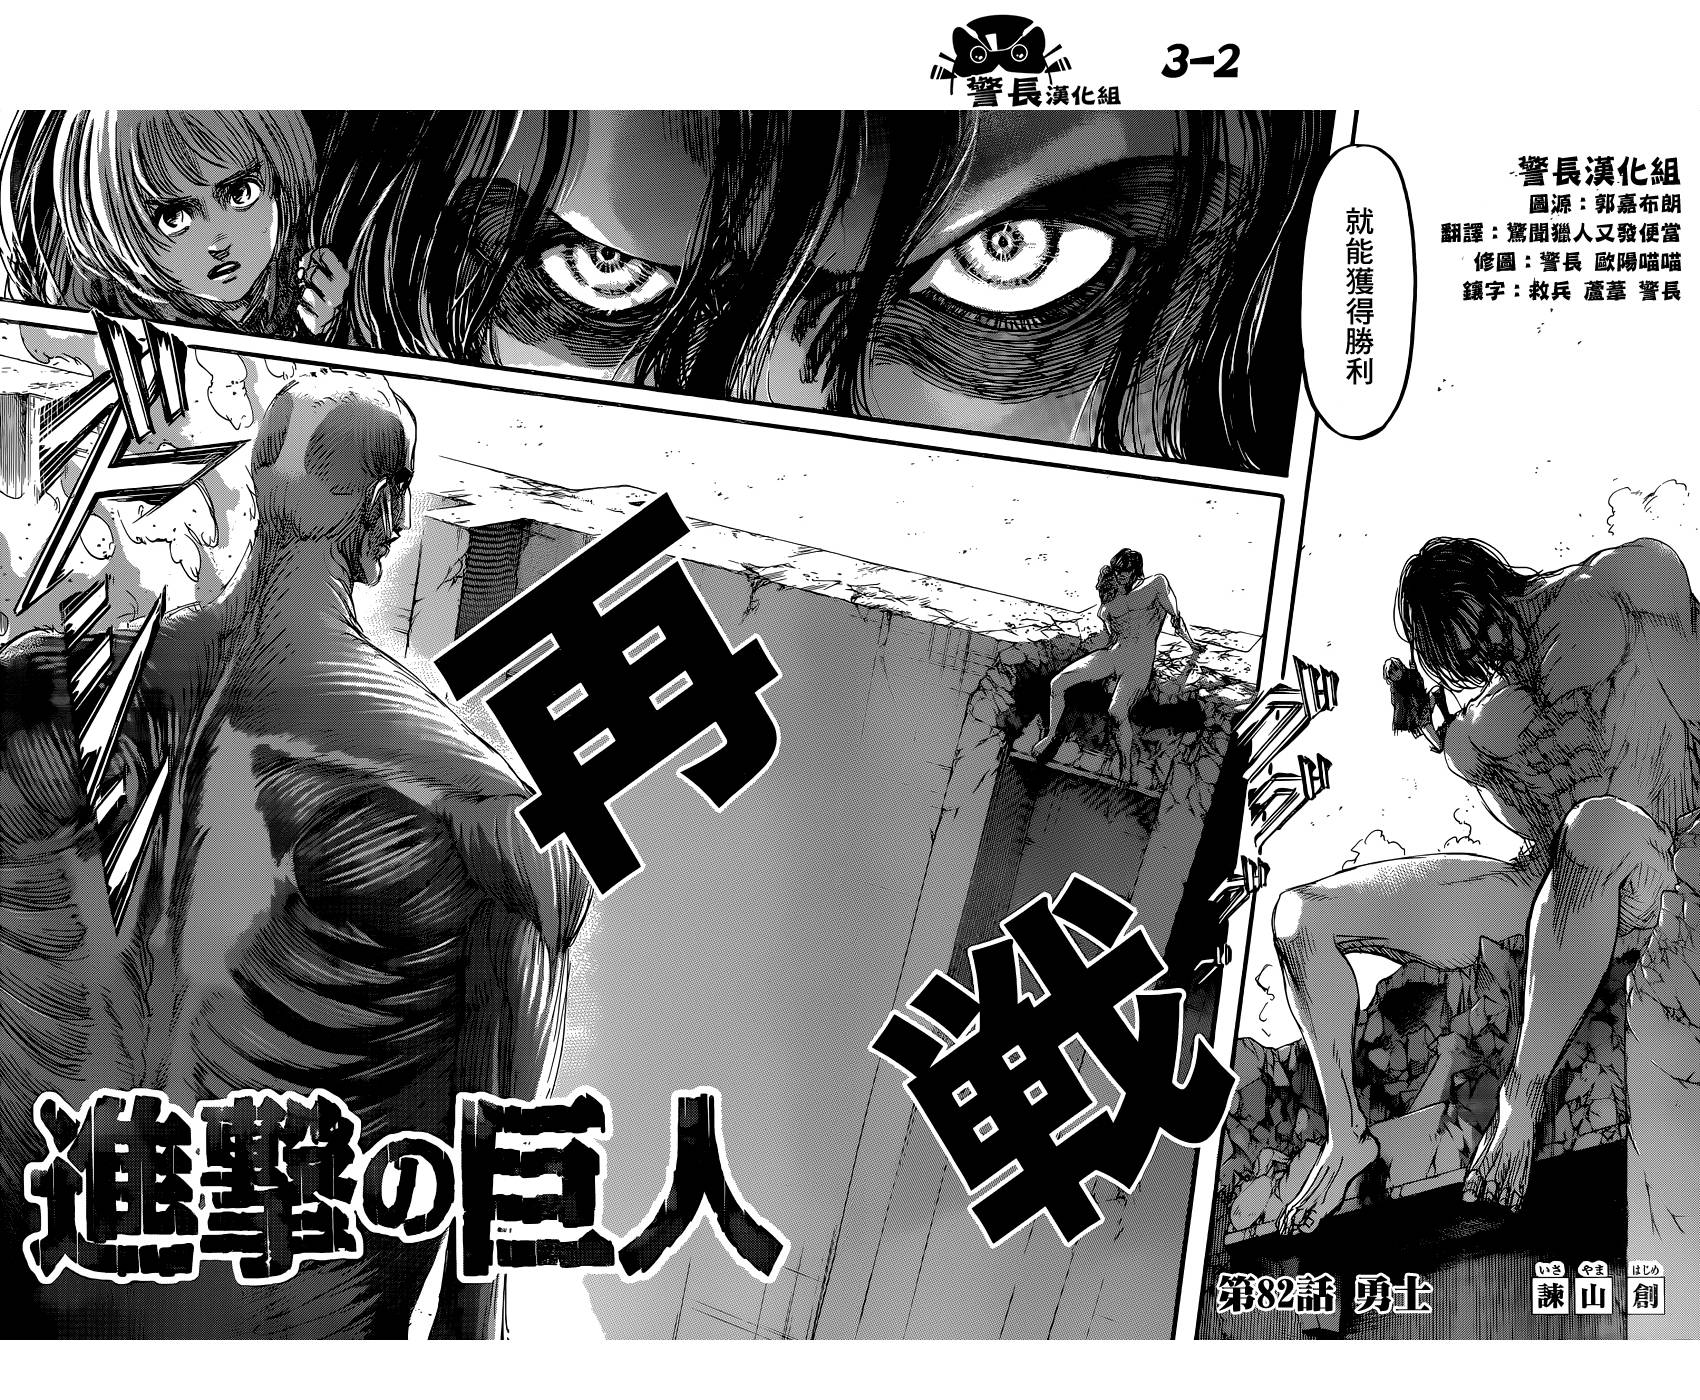 警長漢化組
3-2
警長漢化組
圖源：郭嘉布朗
翻譯：驚聞獵人又發便當
修圖：警長 歐陽喵喵
鑲字：救兵 蘆葦 警長
就能獲得勝利
再
戦
進撃の巨人
第82話 勇士
いさ やま はじめ
諫山創